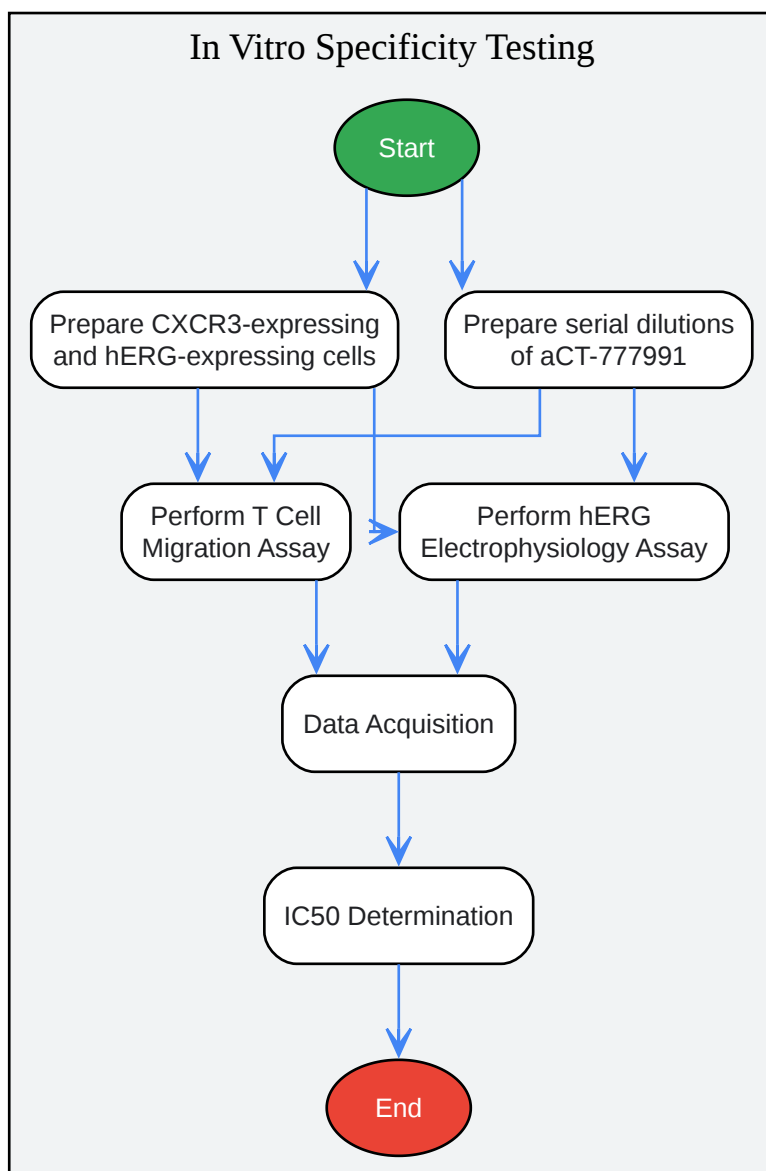 In Vitro Specificity Testing
Start
Prepare CXCR3-expressing
and hERG-expressing cells
Prepare serial dilutions
of aCT-777991
Perform T Cell
Migration Assay
Perform hERG
Electrophysiology Assay
Data Acquisition
IC50 Determination
End